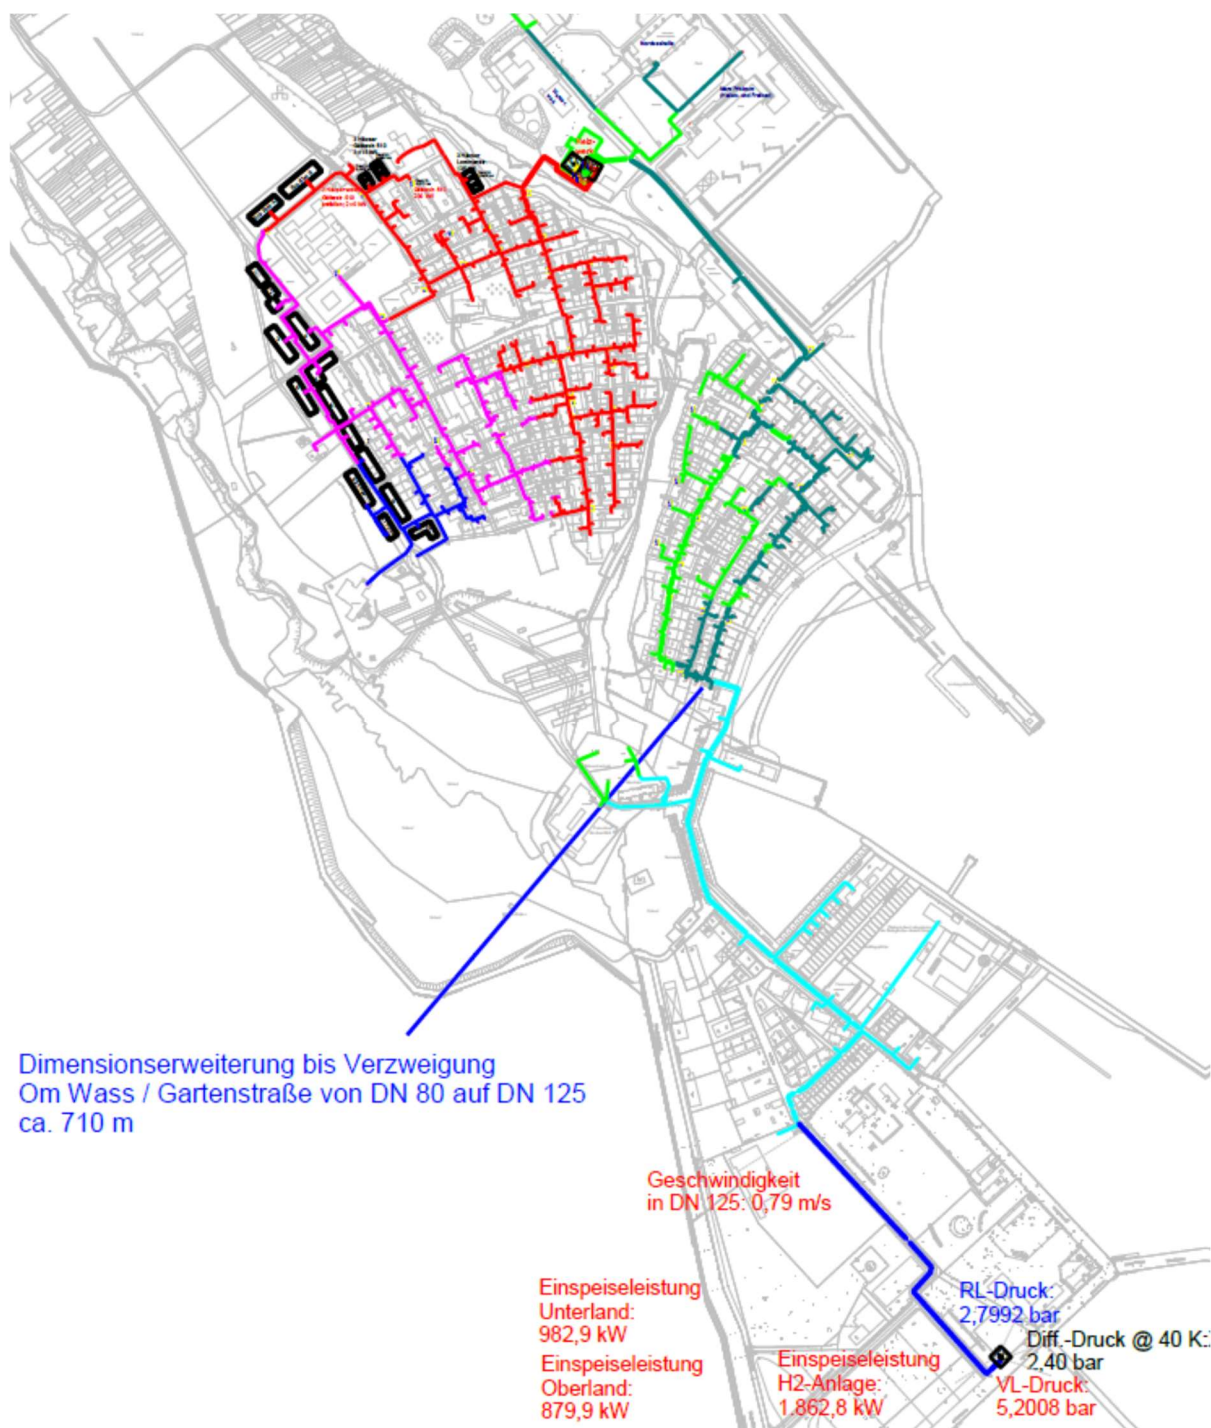 Dimensionserweiterung bis Verzweigung
Om Wass / Gartenstraße von DN 80 auf DN 125
ca. 710 m
Geschwindigkeit
in DN 125: 0,79 m/s
Einspeiseleistung
Unterland:
982,9 kW
Einspeiseleistung
Oberland:
879,9 kW
Einspeiseleistung
H2-Anlage:
1.862,8 kW
RL-Druck:
2,7992 bar
Diff.-Druck @ 40 K:
2,40 bar
VL-Druck:
5,2008 bar